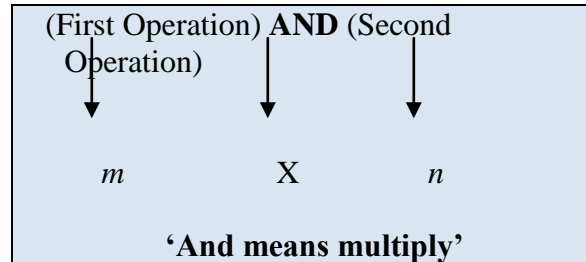 (First Operation) AND (Second
Operation)
m X n
‘And means multiply’